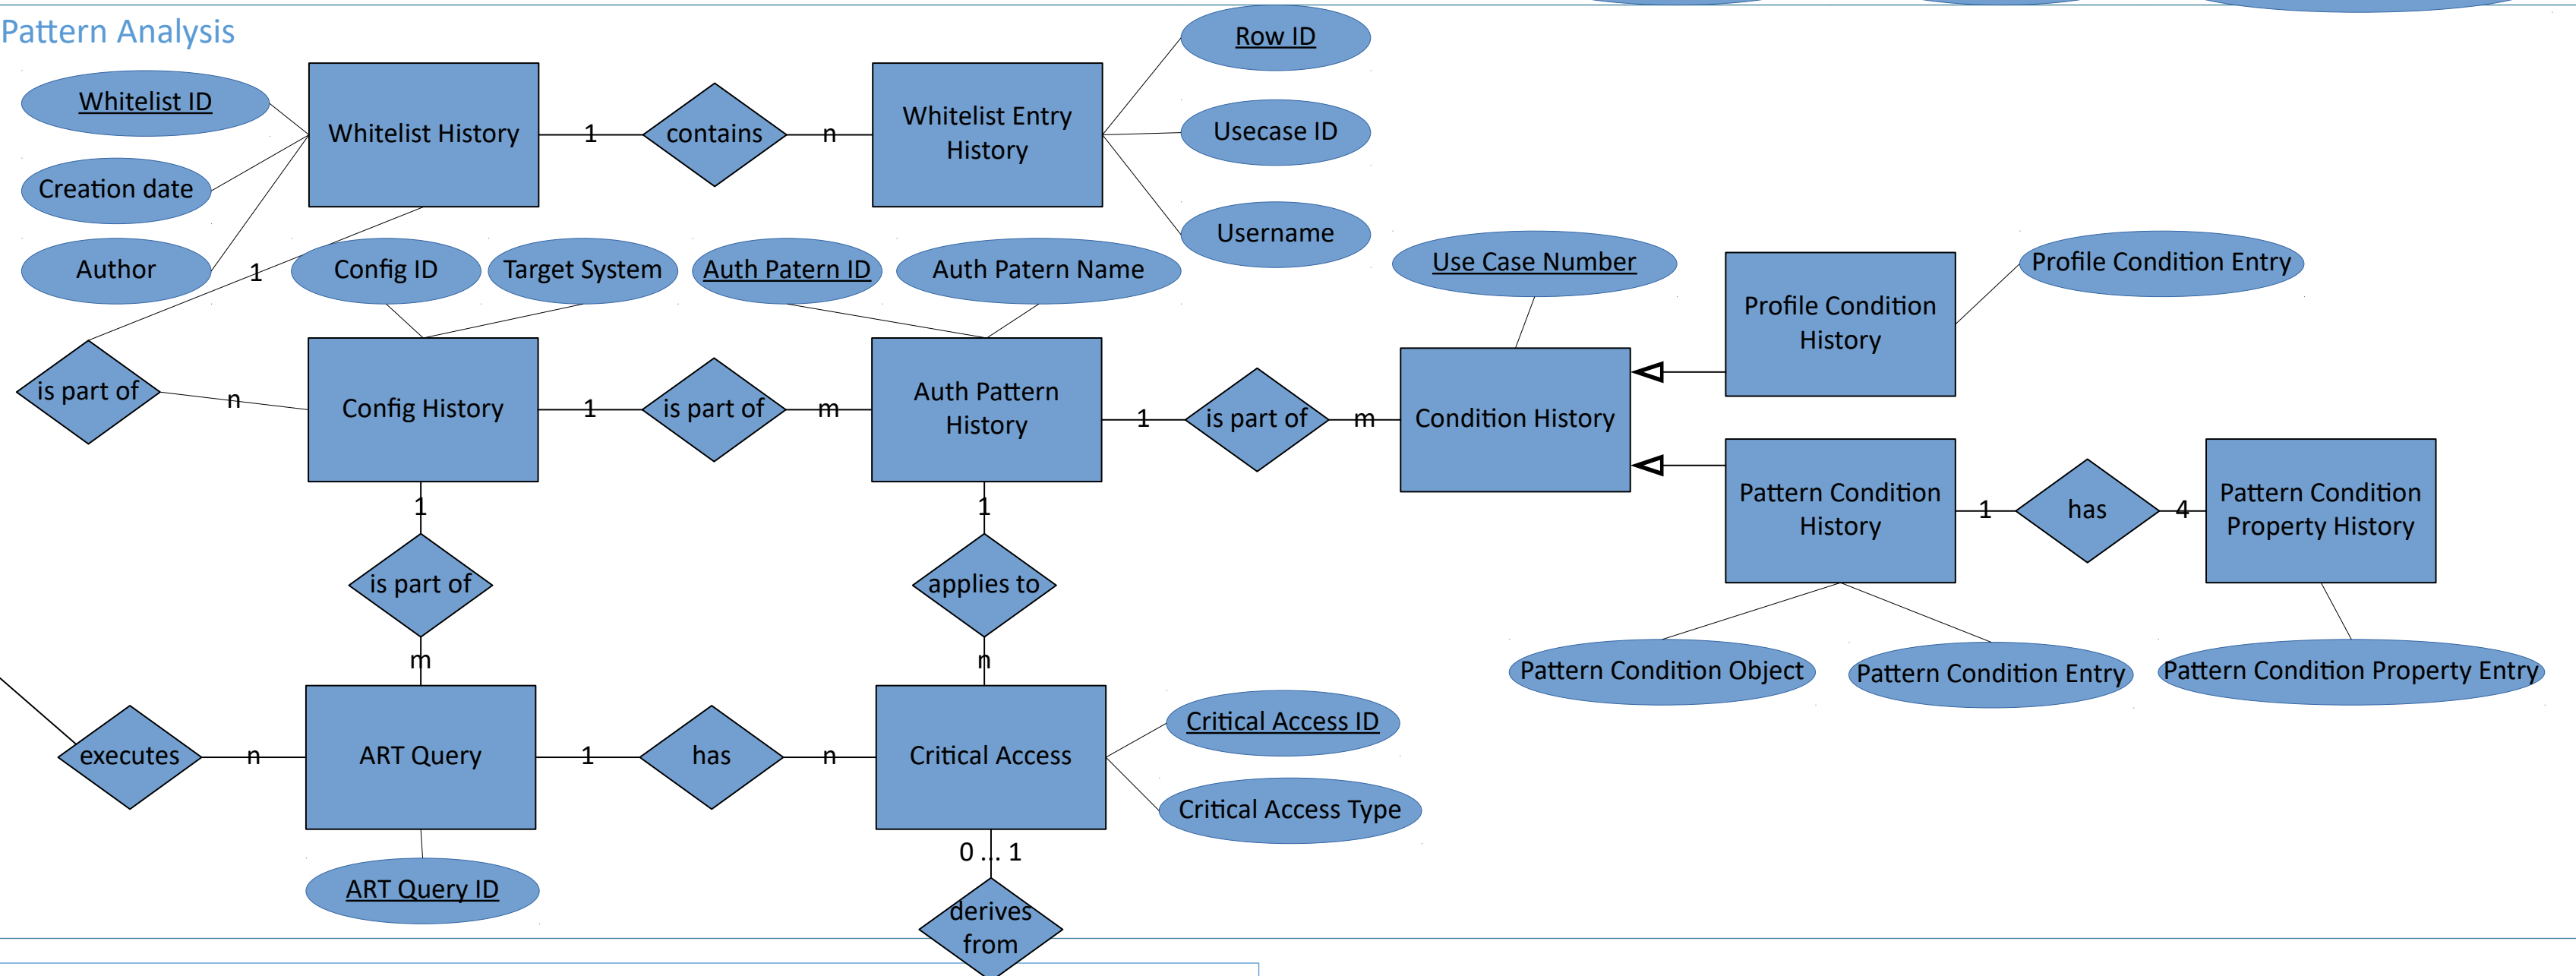 Pattern Analysis
Row ID
Whitelist ID
Whitelist History
1
contains
n
Whitelist Entry
History
Usecase ID
Creation date
Username
Author
1
Config ID
Target System
Auth Patern ID
Auth Patern Name
Use Case Number
Profile Condition
History
Profile Condition Entry
is part of
n
Config History
1
is part of
m
Auth Pattern
History
1
is part of
m
Condition History
Pattern Condition
History
1
has
4
Pattern Condition
Property History
1
1
is part of
applies to
m
n
Pattern Condition Object
Pattern Condition Entry
Pattern Condition Property Entry
executes
n
ART Query
1
has
n
Critical Access
Critical Access ID
Critical Access Type
0 ... 1
ART Query ID
derives
from